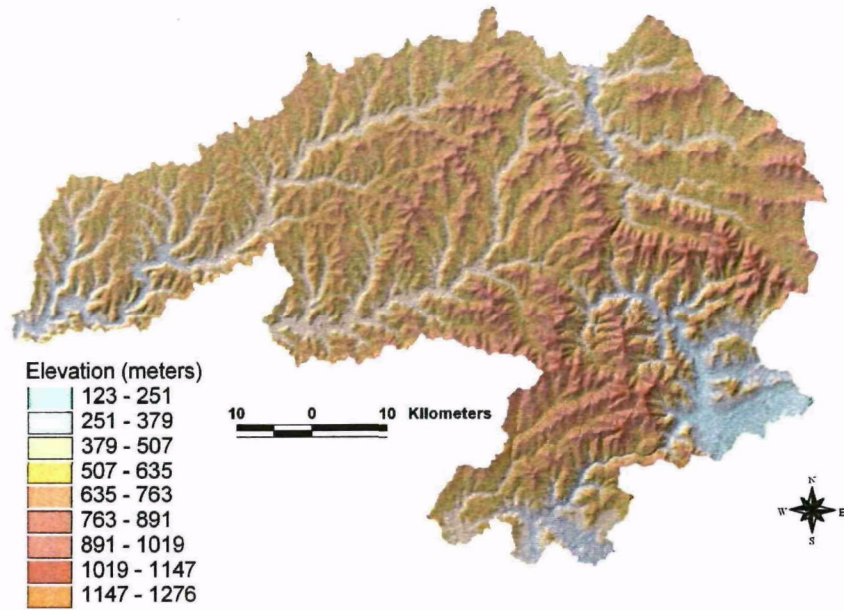 Elevation (meters)
123 - 251
251 - 379
379 - 507
507 - 635
635 - 763
763 - 891
891 - 1019
1019 - 1147
1147 - 1276
10 0 10 Kilometers
N
W E
S